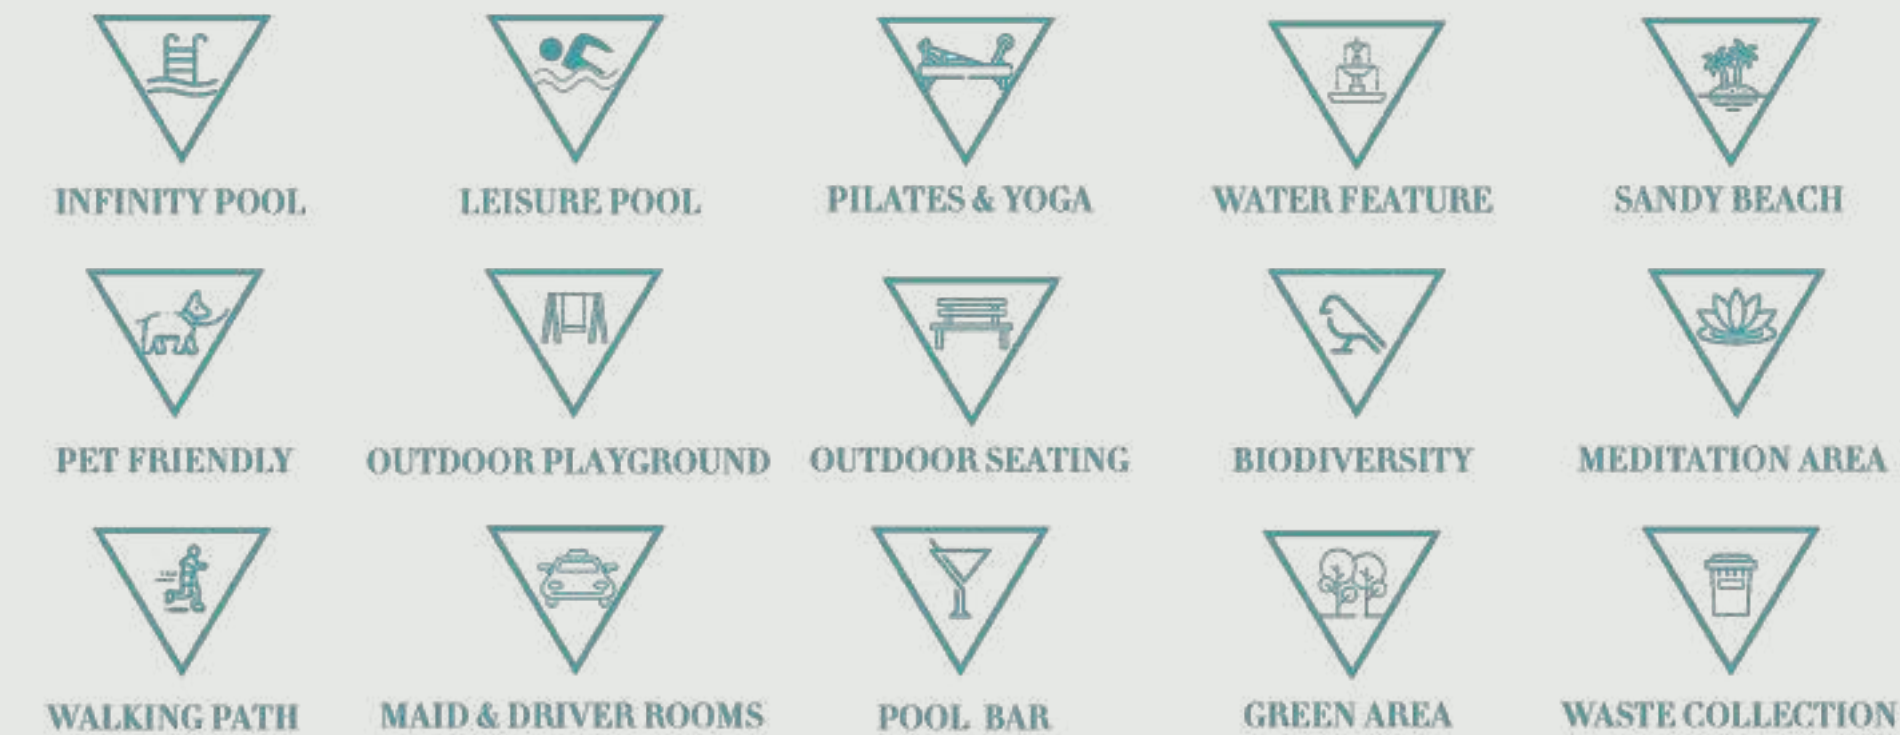 INFINITY POOL
LEISURE POOL
PILATES & YOGA
WATER FEATURE
SANDY BEACH
PET FRIENDLY
OUTDOOR PLAYGROUND
OUTDOOR SEATING
BIODIVERSITY
MEDITATION AREA
WALKING PATH
MAID & DRIVER ROOMS
POOL BAR
GREEN AREA
WASTE COLLECTION